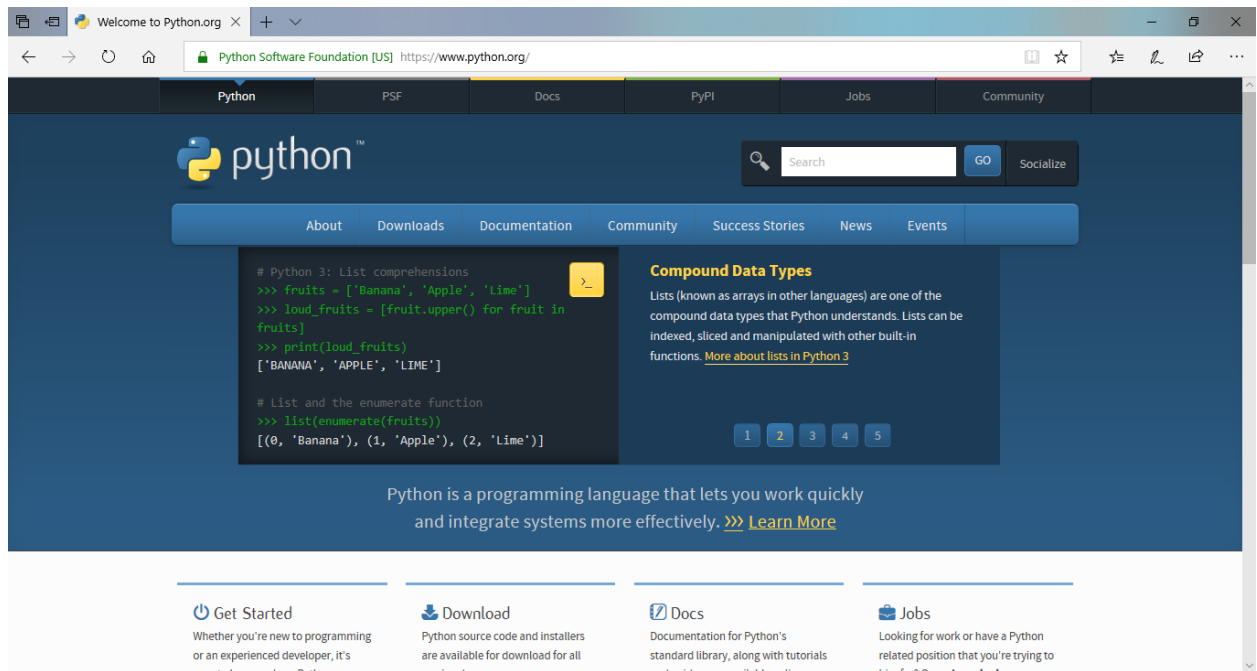 Welcome to Python.org
Python Software Foundation [US] https://www.python.org/
Python PSF Docs PyPI Jobs Community
python™
Search GO Socialize
About Downloads Documentation Community Success Stories News Events
# Python 3: List comprehensions
>>> fruits = ['Banana', 'Apple', 'Lime']
>>> loud_fruits = [fruit.upper() for fruit in
fruits]
>>> print(loud_fruits)
['BANANA', 'APPLE', 'LIME']
# List and the enumerate function
>>> list(enumerate(fruits))
[(0, 'Banana'), (1, 'Apple'), (2, 'Lime')]
>_
Compound Data Types
Lists (known as arrays in other languages) are one of the
compound data types that Python understands. Lists can be
indexed, sliced and manipulated with other built-in
functions. More about lists in Python 3
1 2 3 4 5
Python is a programming language that lets you work quickly
and integrate systems more effectively. >>> Learn More
Get Started
Whether you're new to programming
or an experienced developer, it's
Download
Python source code and installers
are available for download for all
Docs
Documentation for Python's
standard library, along with tutorials
Jobs
Looking for work or have a Python
related position that you're trying to